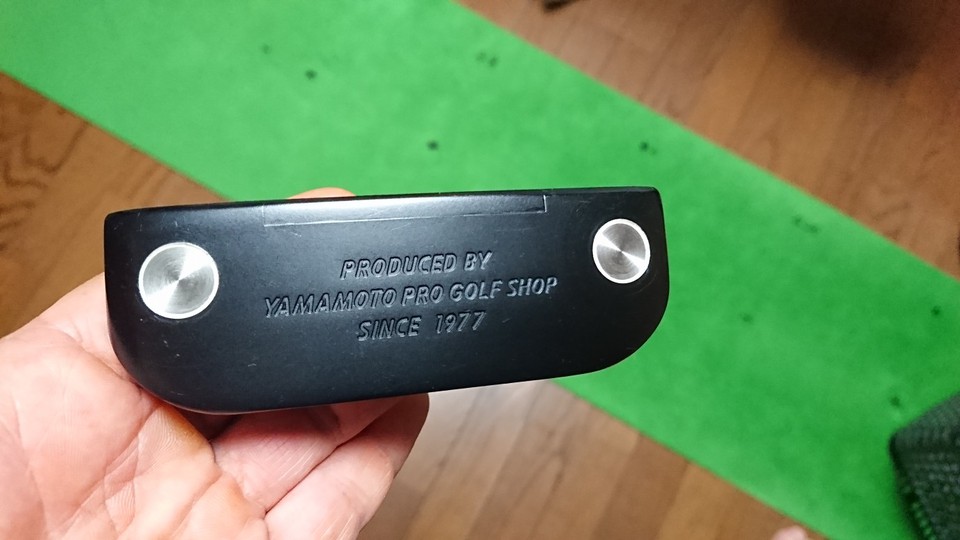 PRODUCED BY
YAMAMOTO PRO GOLF SHOP
SINCE 1977